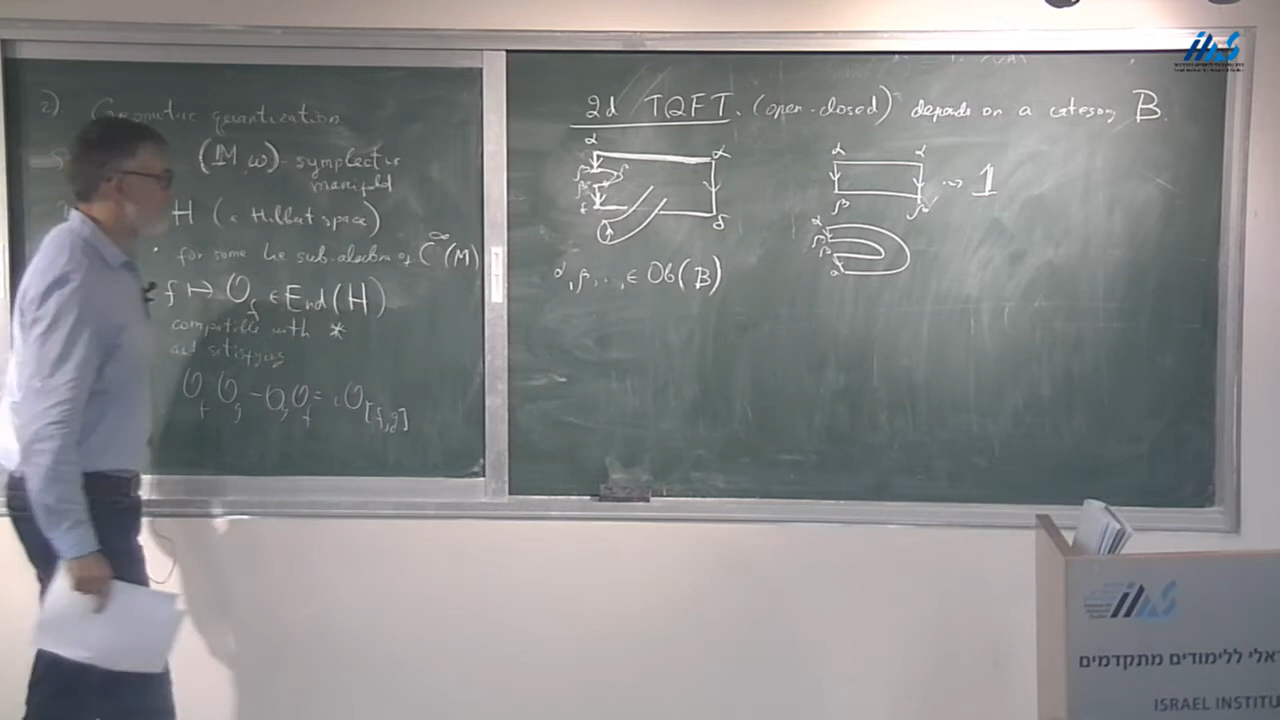 2) Geometric quantization
(M, ω) - symplectic
manifold
H (a Hilbert space)
• for some Lie sub-algebra of C^∞(M)
f ↦ O_f ∈ End(H)
compatible with *
and satisfying
O_f O_g - O_g O_f = i O_{[f,g]}
2d TQFT. (open-closed) depends on a category B.
α α
β β
β
γ δ
α, β, ..., ∈ Ob(B)
α α
β β ⇝ 1
α
β
β
α
ISRAEL INSTITU
אלי ללימודים מתקדמים